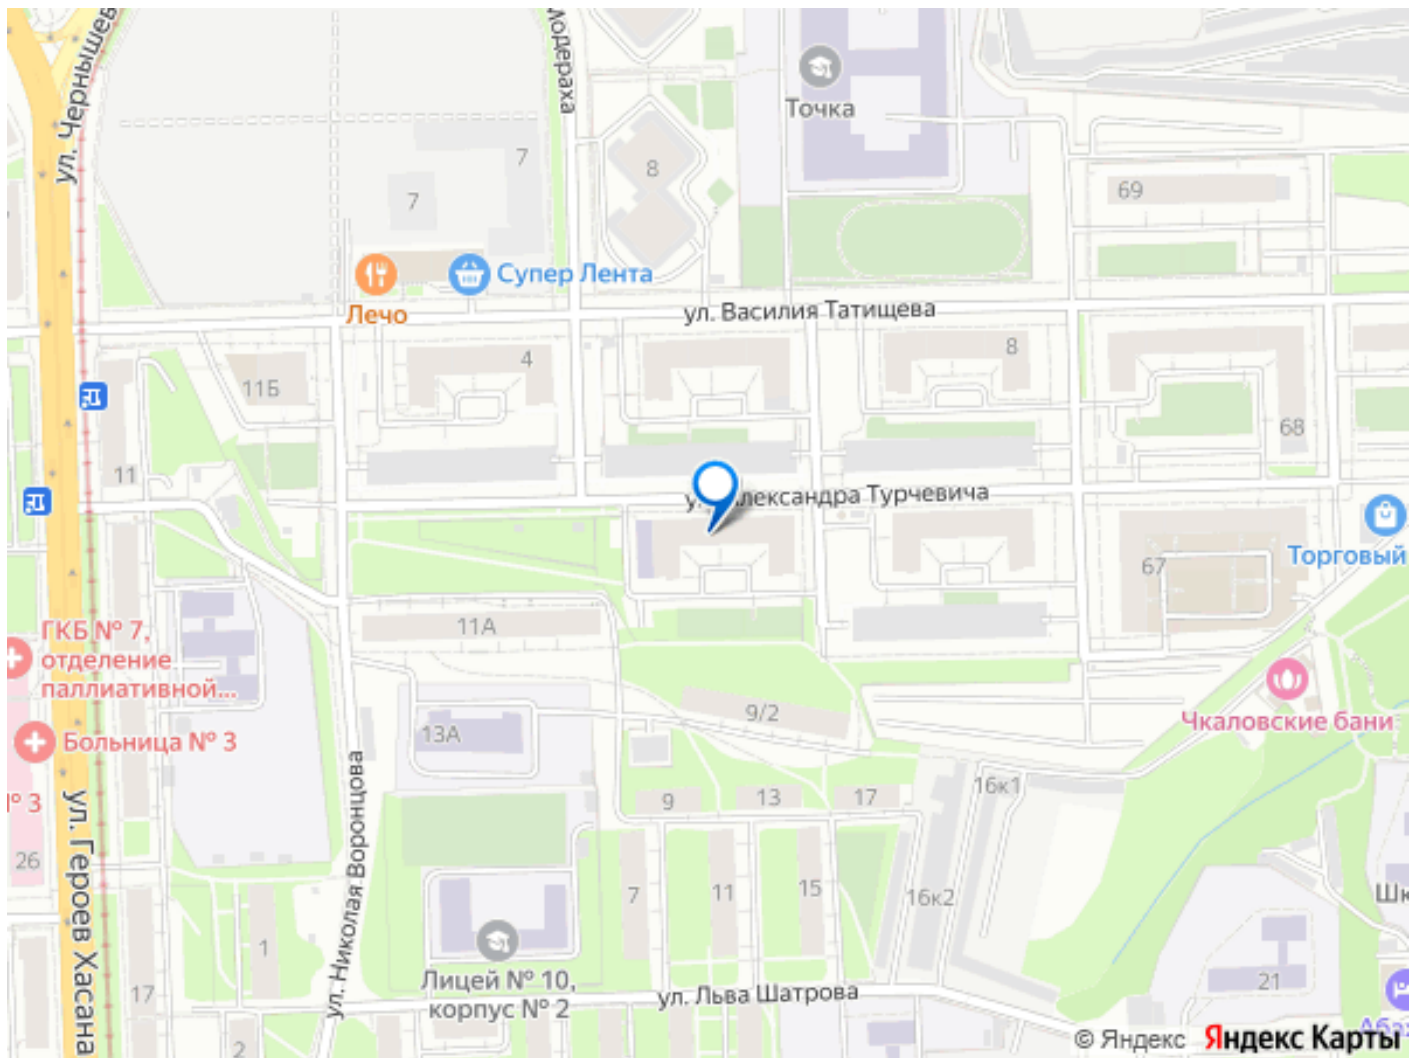 ул. Чернышев
Модераха
Точка
7
7
8
69
Супер Лента
Лечо
ул. Василия Татищева
4
8
11Б
68
11
Александра Турчевича
Торговый
67
ГКБ № 7,
отделение
паллиативной...
11А
Чкаловские бани
9/2
13А
Больница № 3
№ 3
16к1
9
13
17
ул. Героев Хасана
ул. Николая Воронцова
26
7
11
15
16к2
1
21
Лицей № 10,
корпус № 2
17
ул. Льва Шатрова
2
© Яндекс Яндекс Карты